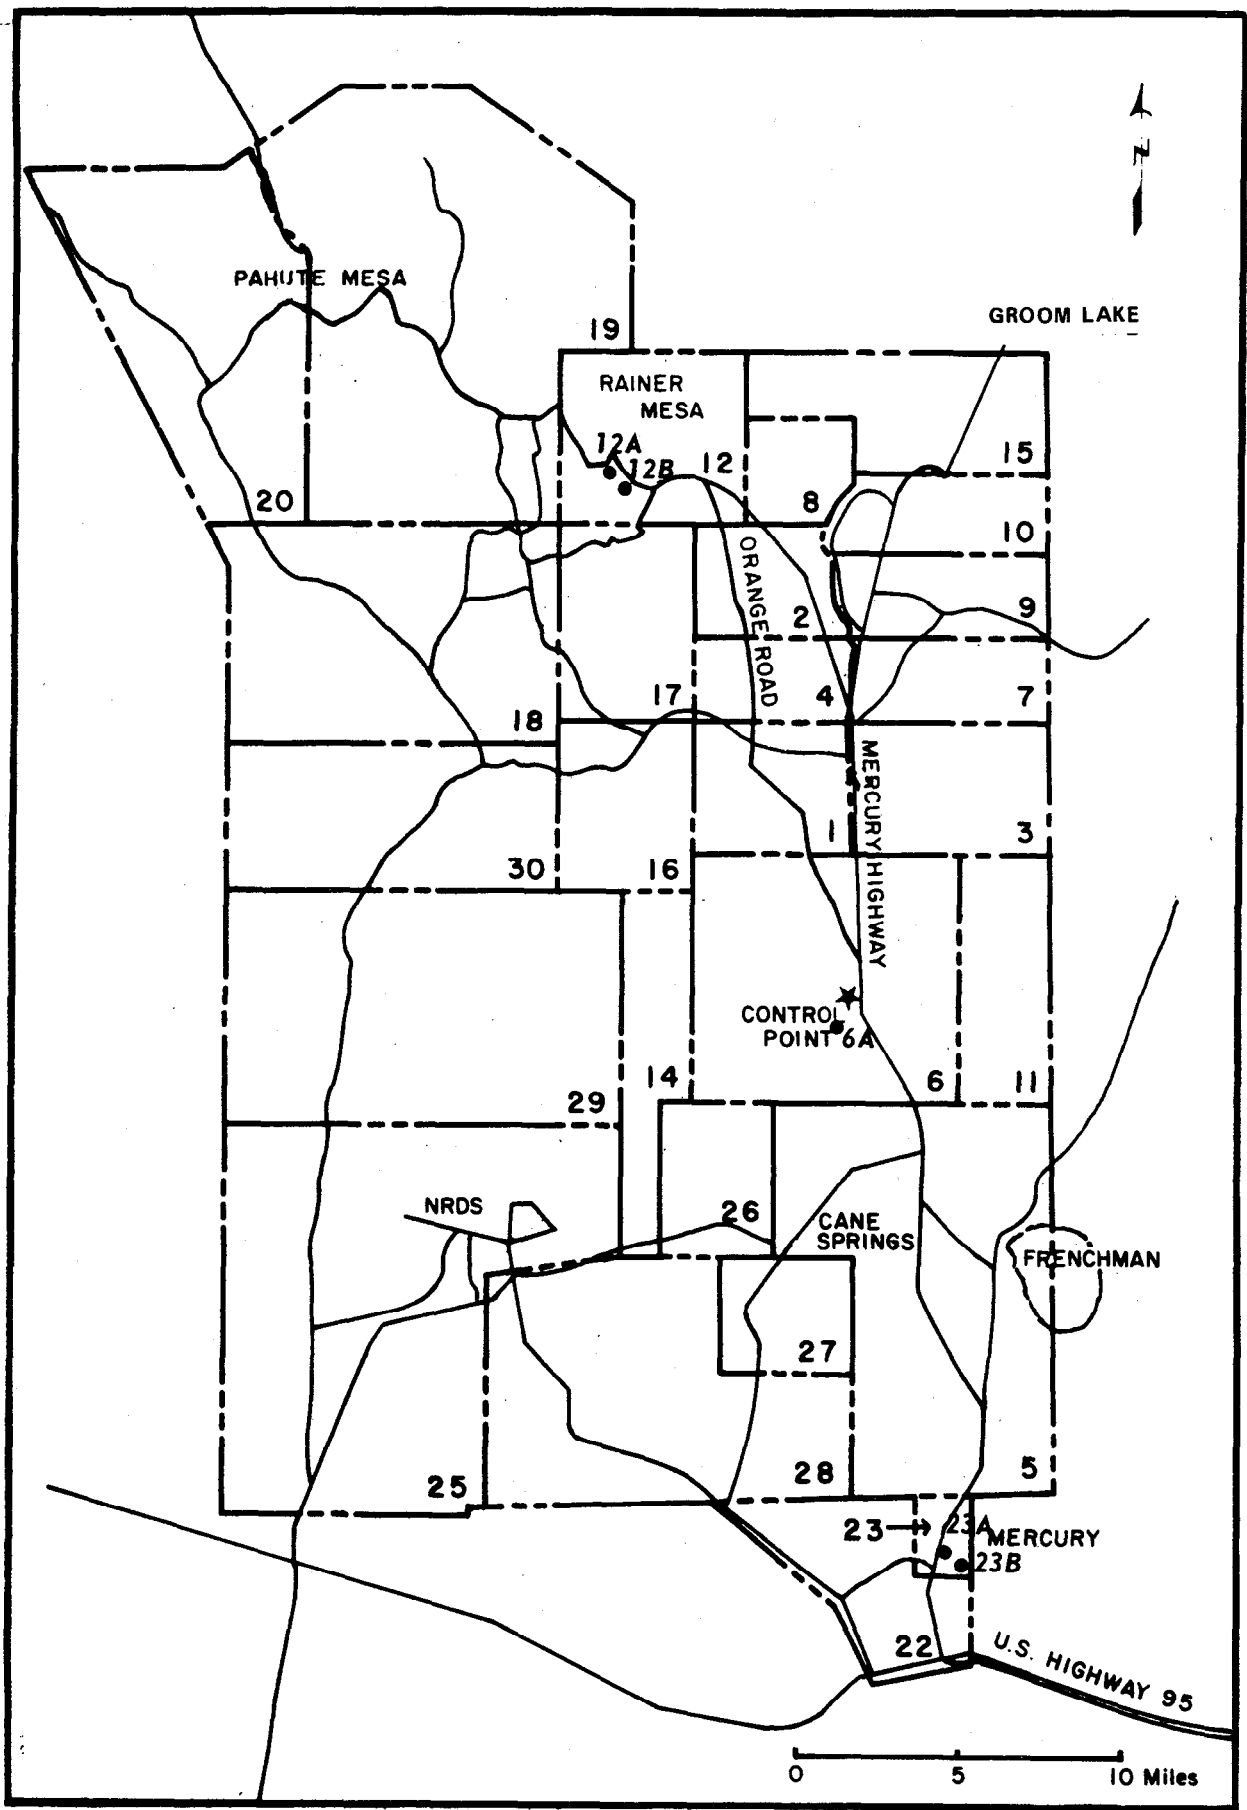 N
PAHUTE MESA
GROOM LAKE
19
RAINER
MESA
12A
12B
12
15
20
8
10
ORANGE ROAD
2
9
17
4
7
18
MERCURY HIGHWAY
1
3
30
16
CONTROL
POINT
6A
14
6
11
29
NRDS
26
CANE
SPRINGS
FRENCHMAN
27
25
28
5
23
23A
MERCURY
23B
22
U.S. HIGHWAY 95
0 5 10 Miles